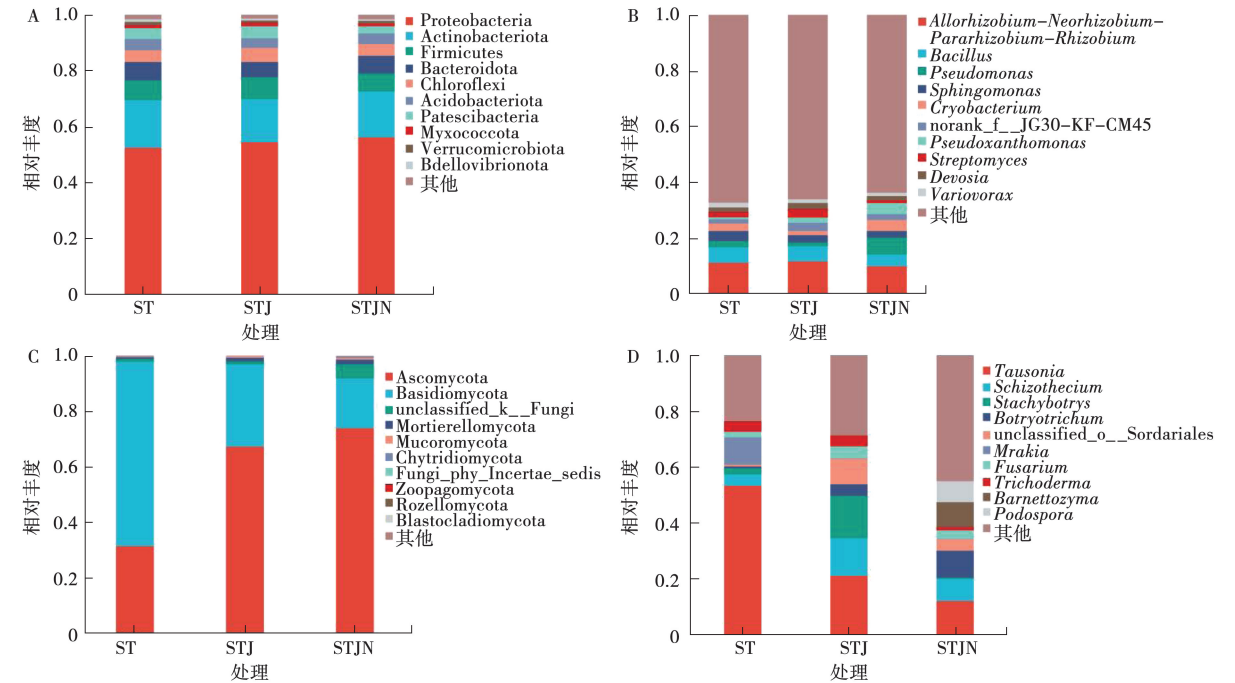 A
1.0
0.8
0.6
0.4
0.2
0
相对丰度
ST
STJ
STJN
处理
Proteobacteria
Actinobacteriota
Firmicutes
Bacteroidota
Chloroflexi
Acidobacteriota
Patescibacteria
Myxococcota
Verrucomicrobiota
Bdellovibrionota
其他
B
1.0
0.8
0.6
0.4
0.2
0
相对丰度
ST
STJ
STJN
处理
Allorhizobium-Neorhizobium-
Pararhizobium-Rhizobium
Bacillus
Pseudomonas
Sphingomonas
Cryobacterium
norank_f__JG30-KF-CM45
Pseudoxanthomonas
Streptomyces
Devosia
Variovorax
其他
C
1.0
0.8
0.6
0.4
0.2
0
相对丰度
ST
STJ
STJN
处理
Ascomycota
Basidiomycota
unclassified_k__Fungi
Mortierellomycota
Mucoromycota
Chytridiomycota
Fungi_phy_Incertae_sedis
Zoopagomycota
Rozellomycota
Blastocladiomycota
其他
D
1.0
0.8
0.6
0.4
0.2
0
相对丰度
ST
STJ
STJN
处理
Tausonia
Schizothecium
Stachybotrys
Botryotrichum
unclassified_o__Sordariales
Mrakia
Fusarium
Trichoderma
Barnettozyma
Podospora
其他